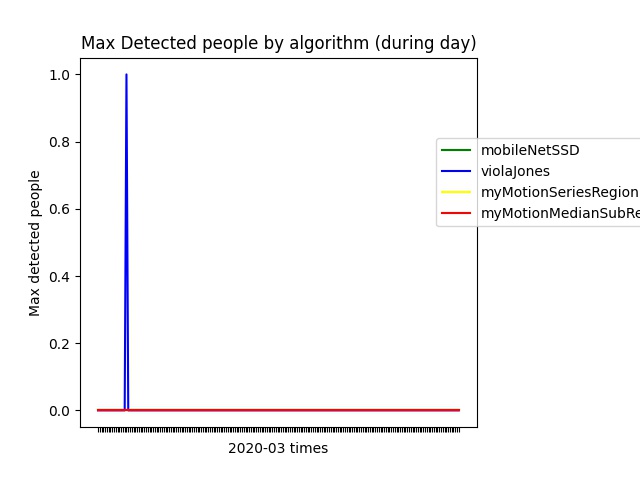 Max Detected people by algorithm (during day)
1.0
0.8
0.6
0.4
0.2
0.0
Max detected people
2020-03 times
mobileNetSSD
violaJones
myMotionSeriesRegion
myMotionMedianSubRe